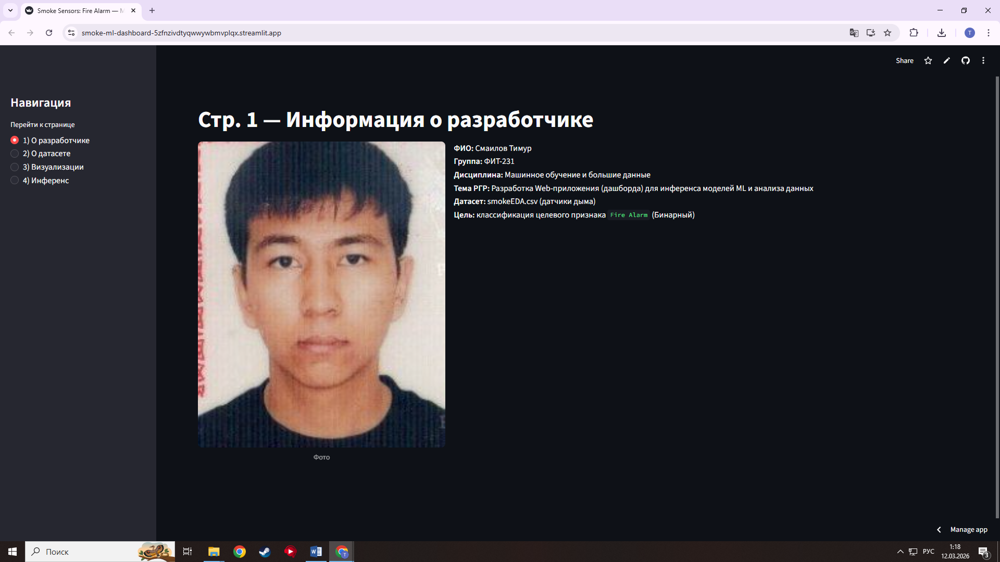 Smoke Sensors: Fire Alarm —
smoke-ml-dashboard-5zfnzivdtyqwwywbmvplqx.streamlit.app
T
Share
Навигация
Перейти к странице
1) О разработчике
2) О датасете
3) Визуализации
4) Инференс
Стр. 1 — Информация о разработчике
ФИО: Смаилов Тимур
Группа: ФИТ-231
Дисциплина: Машинное обучение и большие данные
Тема РГР: Разработка Web-приложения (дашборда) для инференса моделей ML и анализа данных
Датасет: smokeEDA.csv (датчики дыма)
Цель: классификация целевого признака Fire Alarm (Бинарный)
Фото
Manage app
Поиск
РУС
1:18
12.03.2026
3